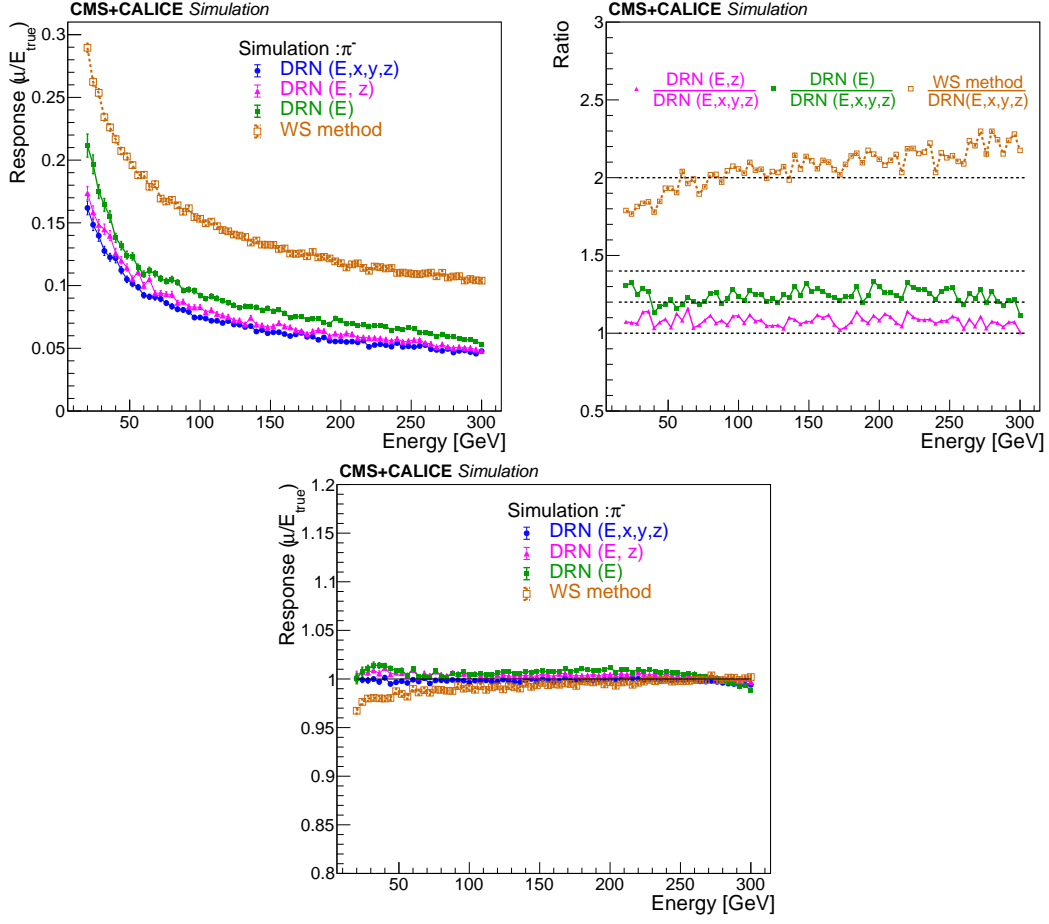 CMS+CALICE Simulation
Response (μ/E_true)
0.3
0.25
0.2
0.15
0.1
0.05
0
Simulation :π⁻
DRN (E,x,y,z)
DRN (E, z)
DRN (E)
WS method
50 100 150 200 250 300
Energy [GeV]
CMS+CALICE Simulation
Ratio
3
2.5
2
1.5
1
0.5
DRN (E,z) DRN (E) WS method
DRN (E,x,y,z) DRN (E,x,y,z) DRN(E,x,y,z)
50 100 150 200 250 300
Energy [GeV]
CMS+CALICE Simulation
Response (μ/E_true)
1.2
1.15
1.1
1.05
1
0.95
0.9
0.85
0.8
Simulation :π⁻
DRN (E,x,y,z)
DRN (E, z)
DRN (E)
WS method
50 100 150 200 250 300
Energy [GeV]